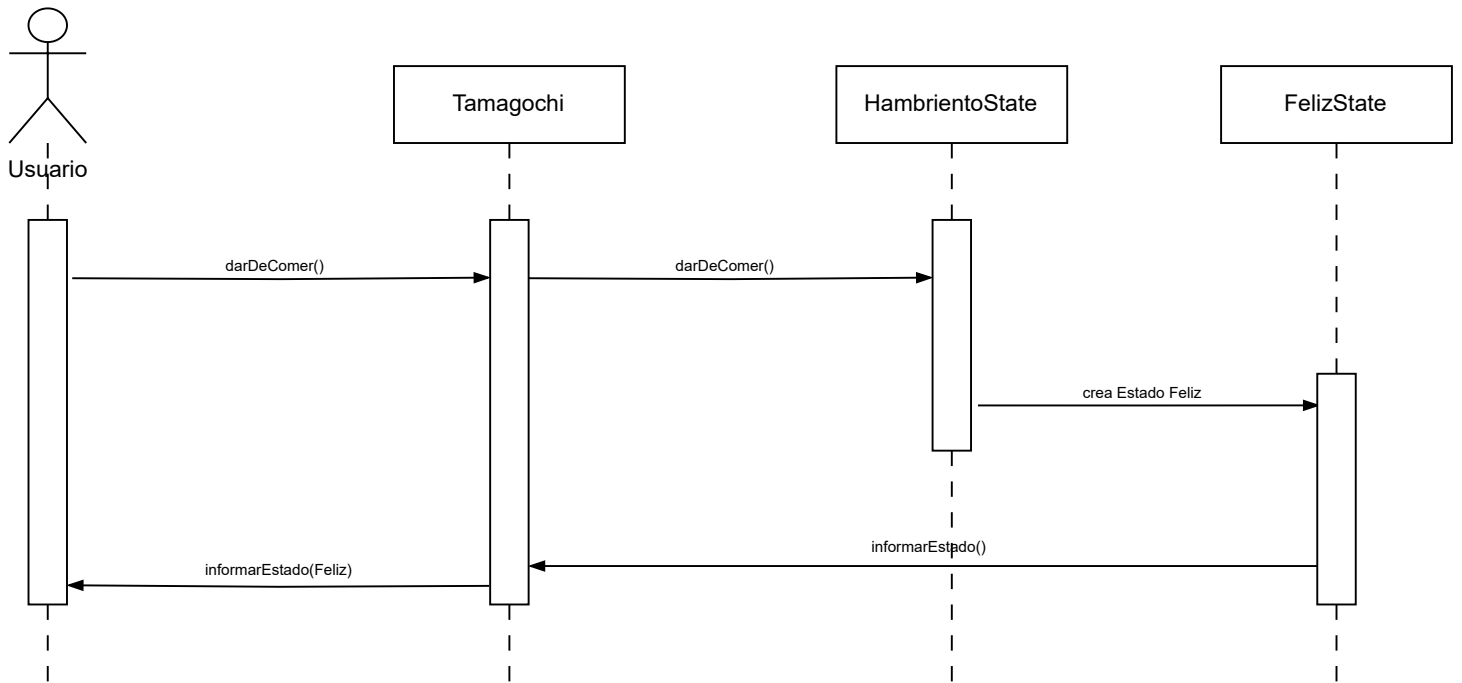 Usuario
Tamagochi
HambrientoState
FelizState
darDeComer()
darDeComer()
crea Estado Feliz
informarEstado()
informarEstado(Feliz)